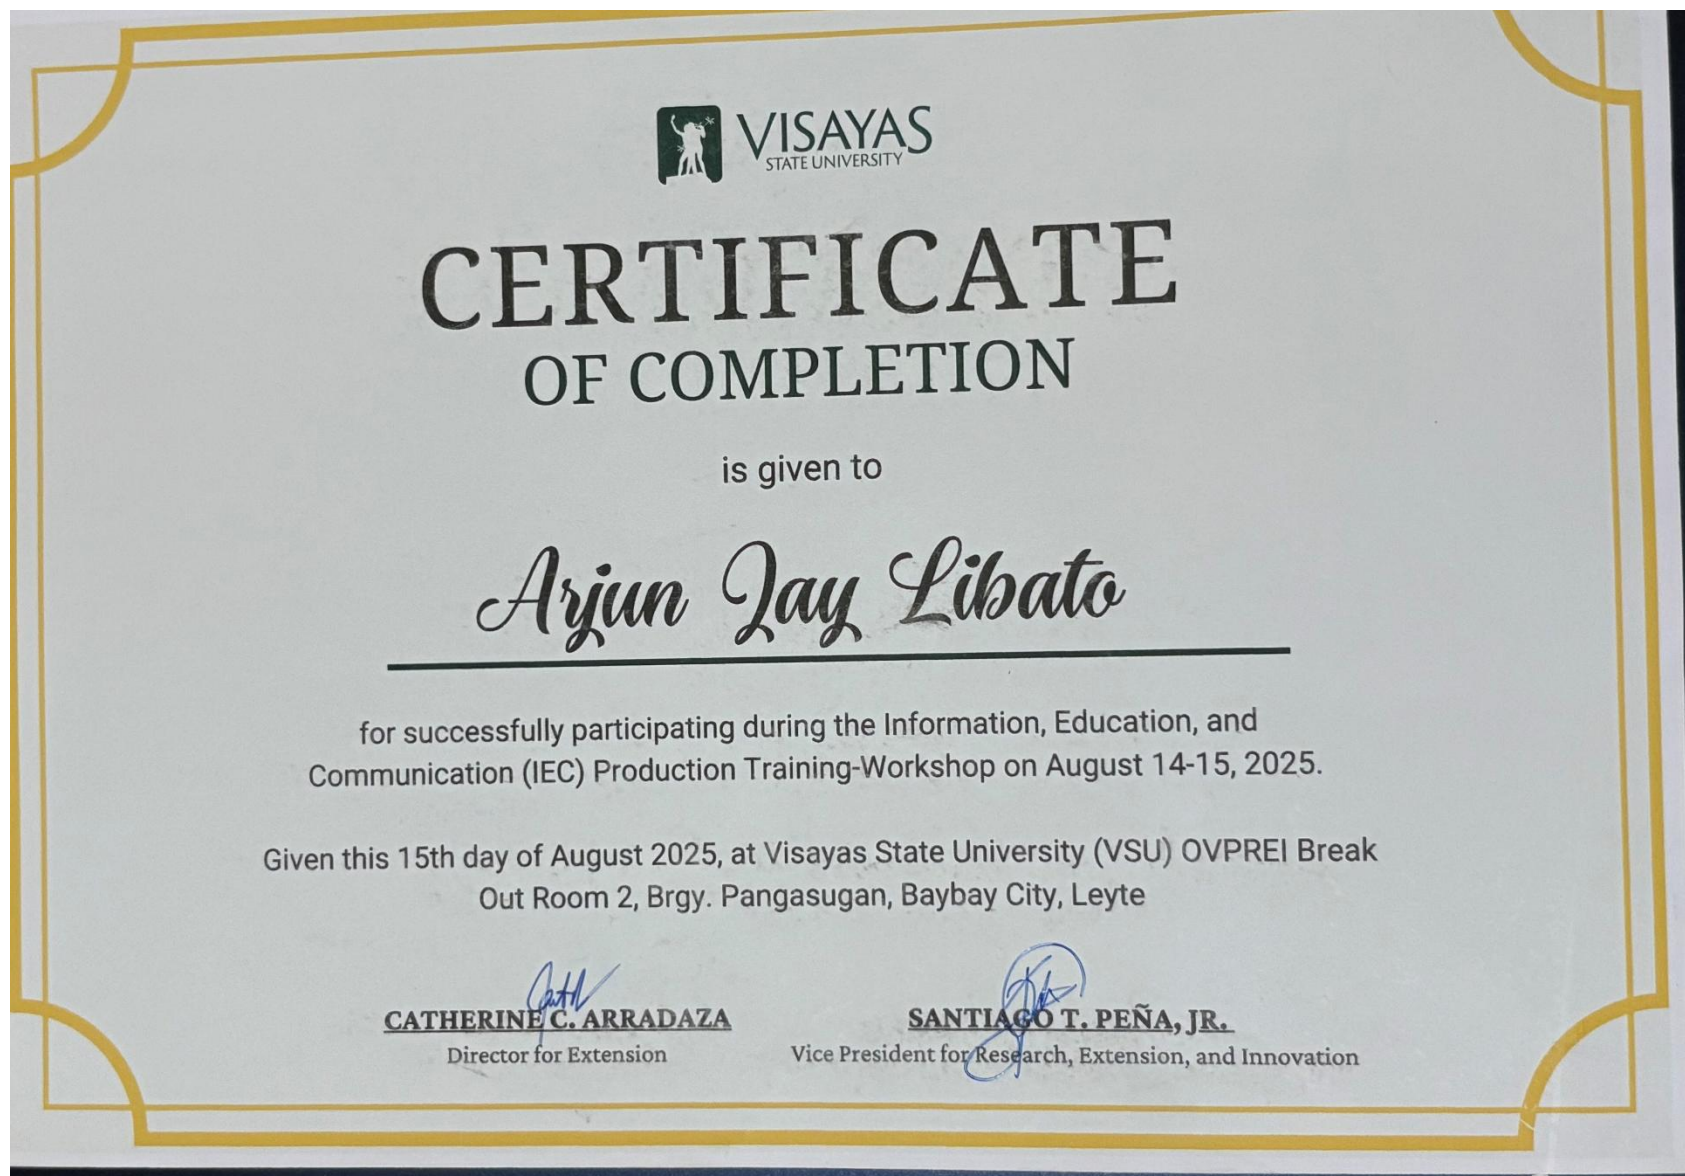 VISAYAS
STATE UNIVERSITY
CERTIFICATE
OF COMPLETION
is given to
Arjun Jay Libato
for successfully participating during the Information, Education, and
Communication (IEC) Production Training-Workshop on August 14-15, 2025.
Given this 15th day of August 2025, at Visayas State University (VSU) OVPREI Break
Out Room 2, Brgy. Pangasugan, Baybay City, Leyte
CATHERINE C. ARRADAZA
Director for Extension
SANTIAGO T. PEÑA, JR.
Vice President for Research, Extension, and Innovation